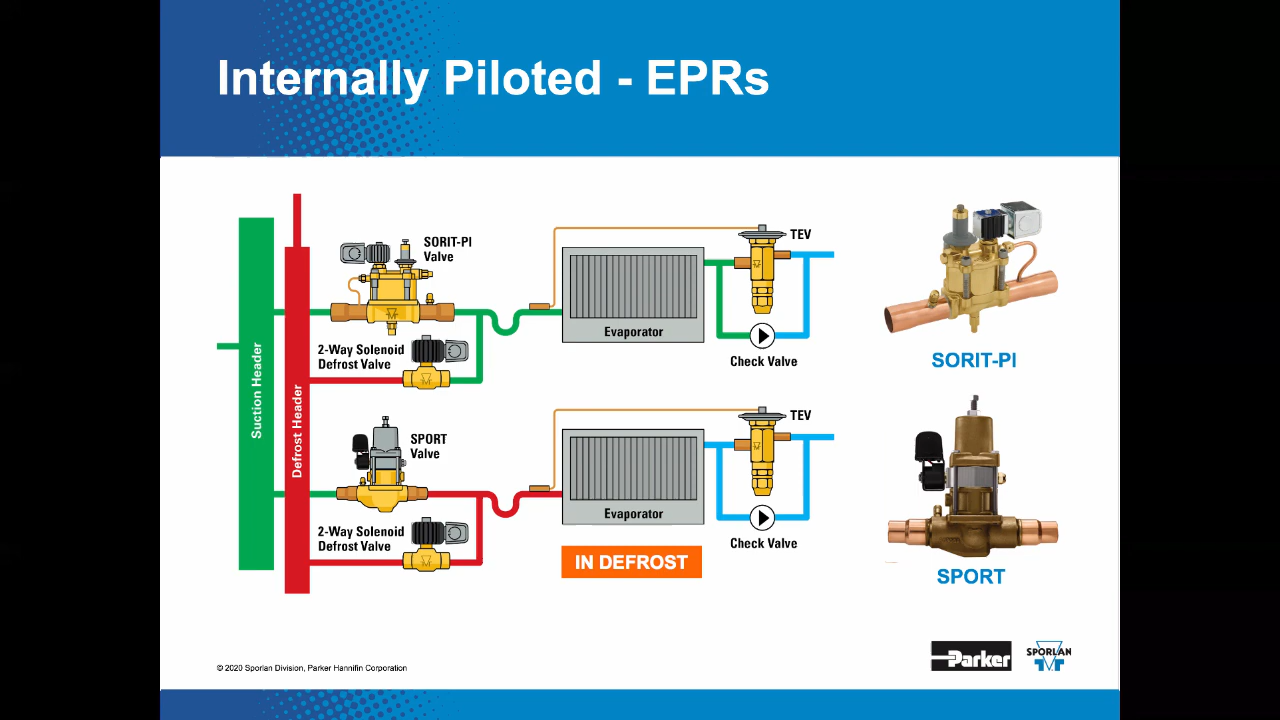 Internally Piloted - EPRs
SORIT-PI
Valve
TEV
Evaporator
2-Way Solenoid
Defrost Valve
Check Valve
SORIT-PI
Suction Header
Defrost Header
SPORT
Valve
TEV
Evaporator
2-Way Solenoid
Defrost Valve
Check Valve
IN DEFROST
SPORT
© 2020 Sporlan Division, Parker Hannifin Corporation
Parker
SPORLAN